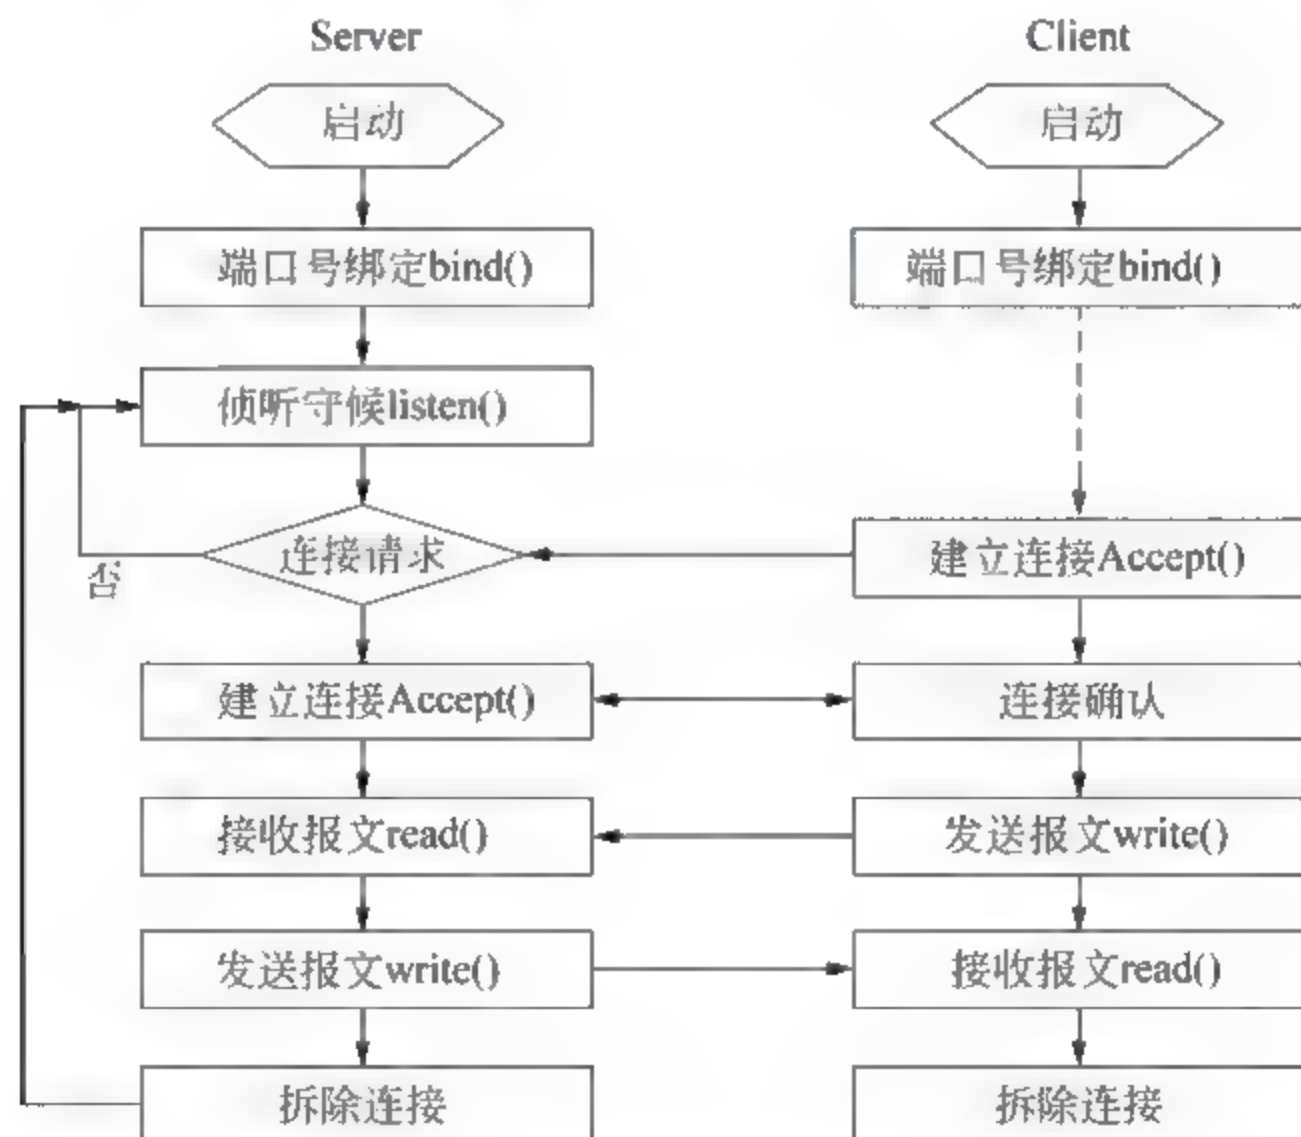 Server
Client
启动
启动
端口号绑定bind()
端口号绑定bind()
侦听守候listen()
连接请求
建立连接Accept()
否
建立连接Accept()
连接确认
接收报文read()
发送报文write()
发送报文write()
接收报文read()
拆除连接
拆除连接